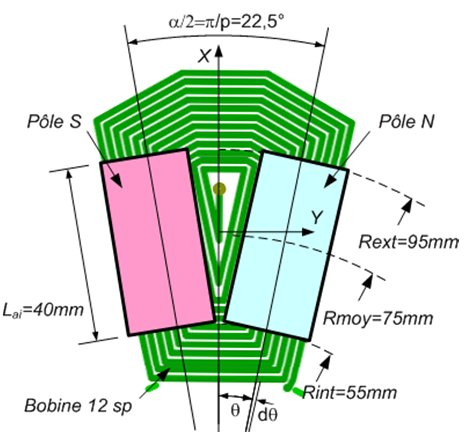 α/2=π/p=22,5°
X
Pôle S
Pôle N
Y
Rext=95mm
Lai=40mm
Rmoy=75mm
Rint=55mm
Bobine 12 sp
θ
dθ